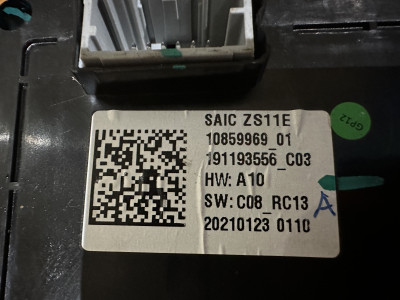 SAIC ZS11E
10859969_01
191193556_C03
HW: A10
SW: C08_RC13
20210123 0110
GP12
A